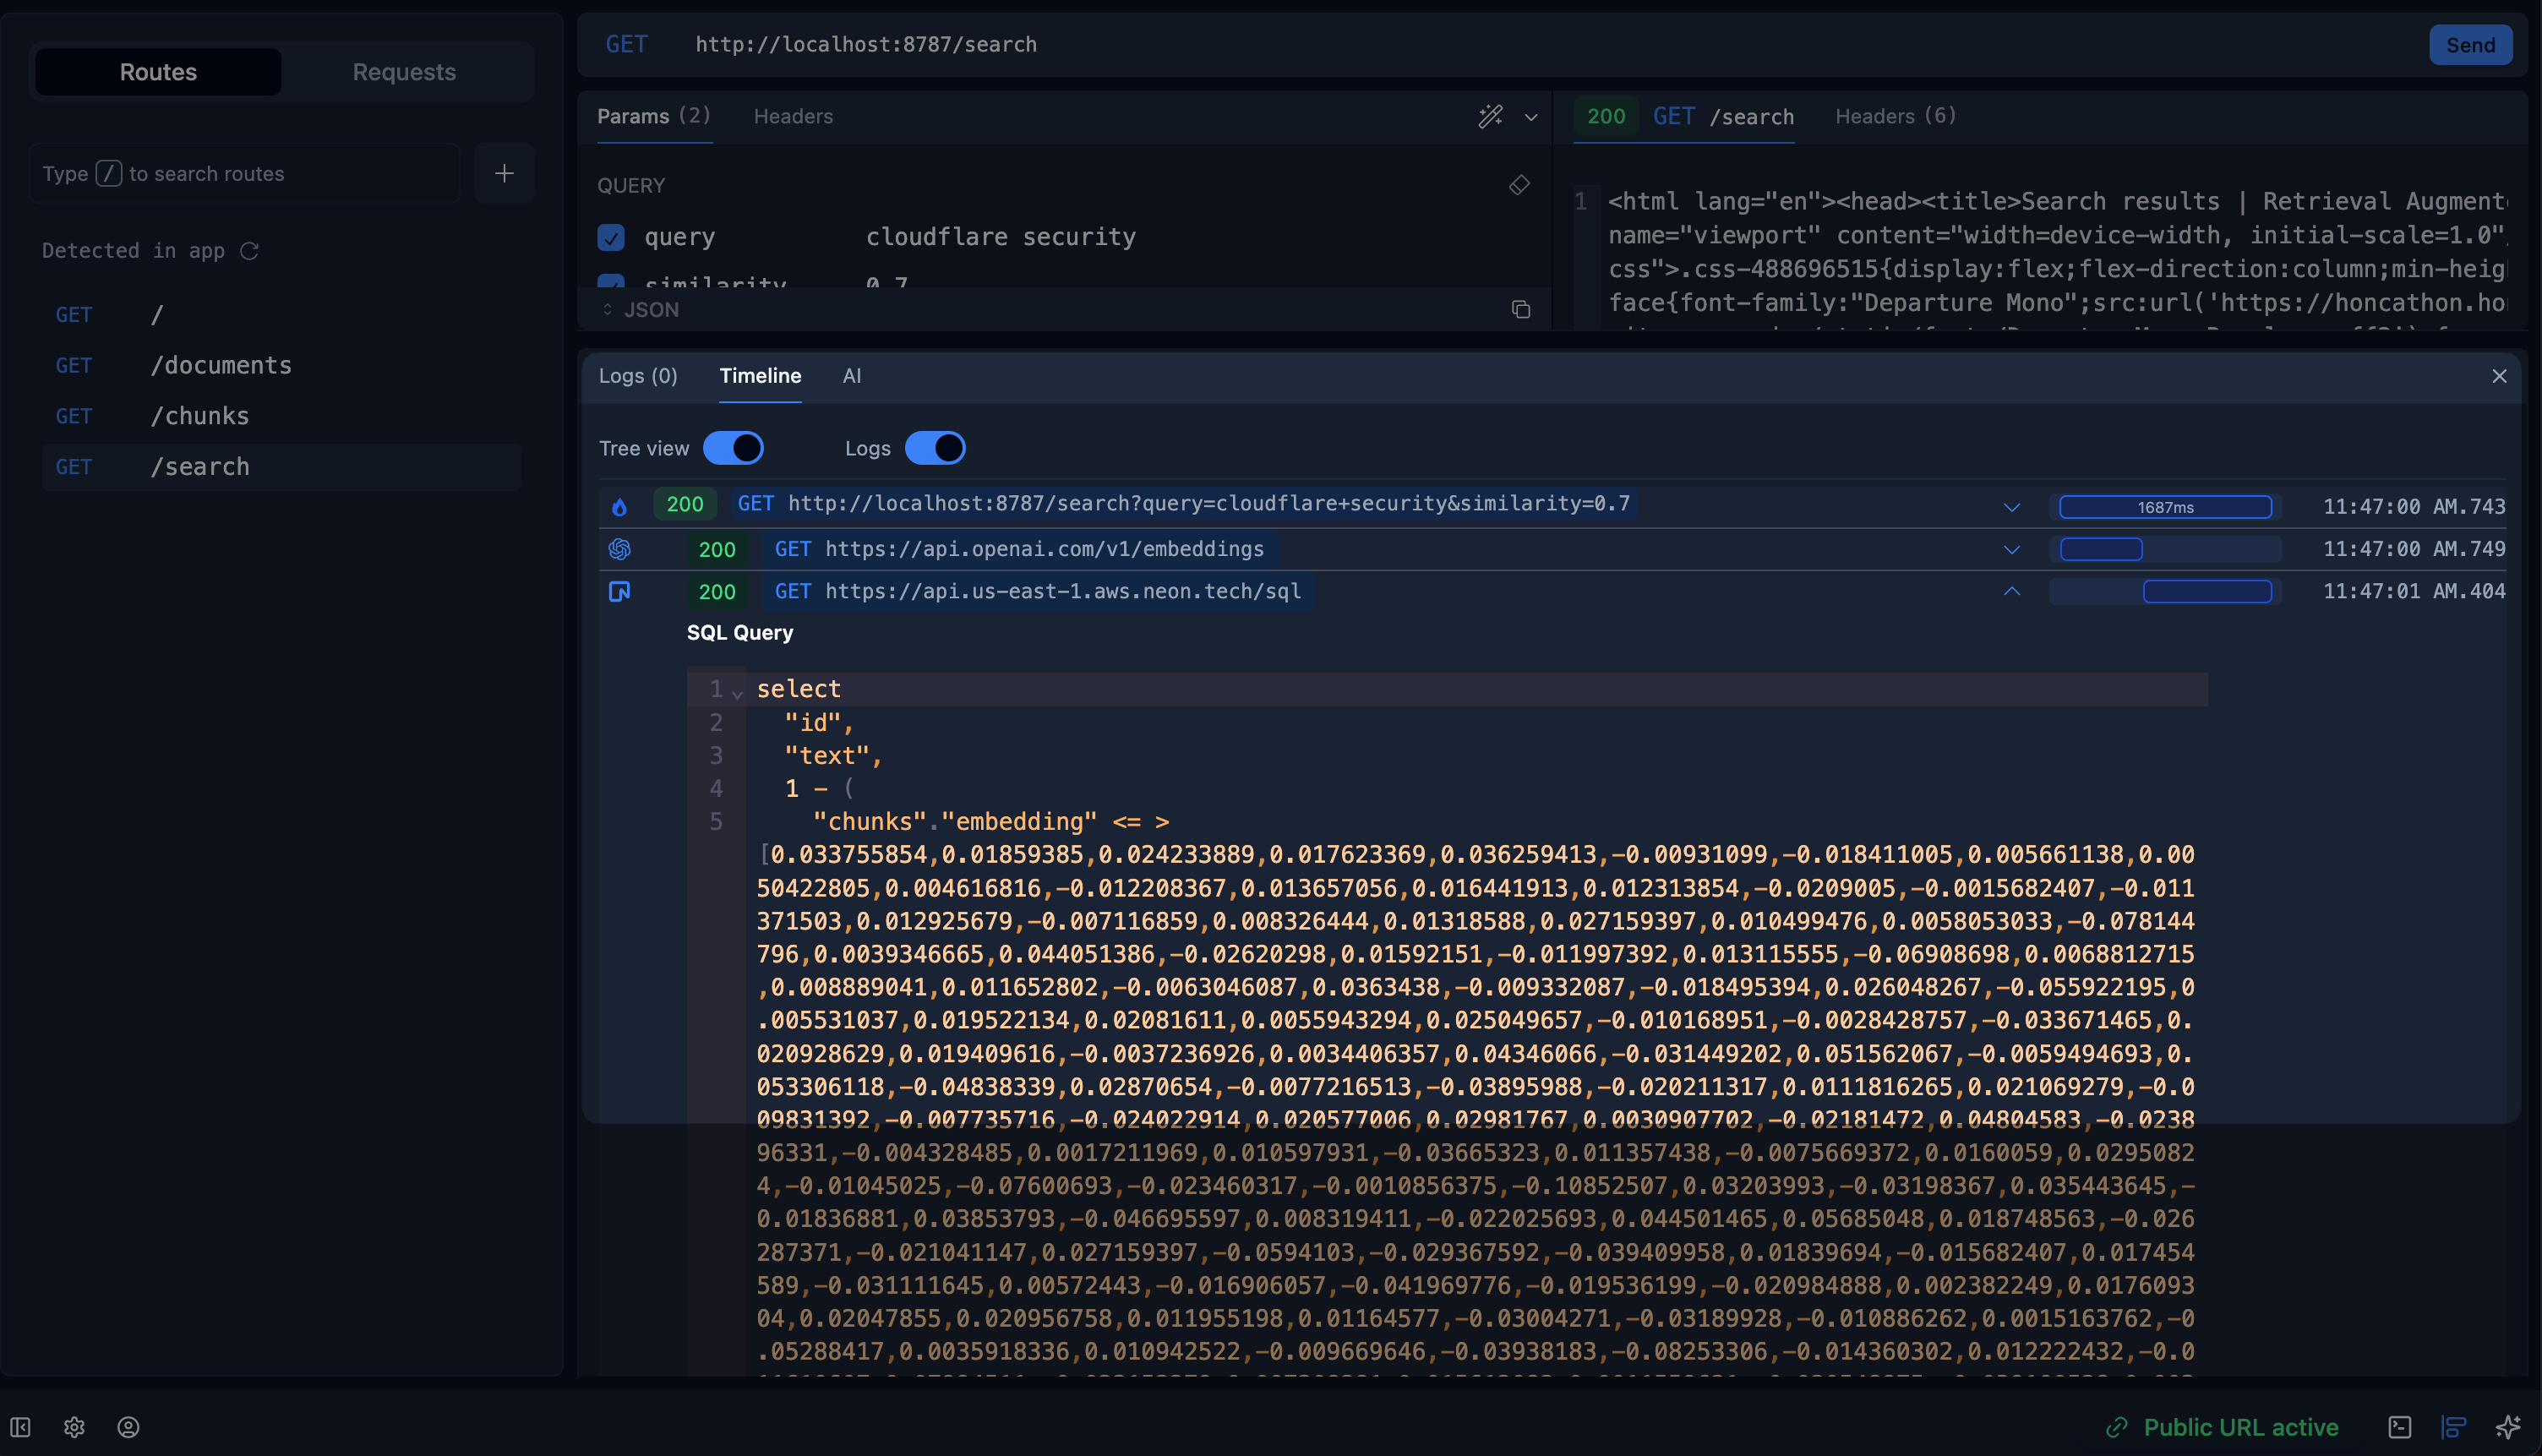 Routes
Requests
Type / to search routes
Detected in app
GET /
GET /documents
GET /chunks
GET /search
GET http://localhost:8787/search
Send
Params (2)
Headers
QUERY
query cloudflare security
similarity 0.7
JSON
200 GET /search
Headers (6)
1 <html lang="en"><head><title>Search results | Retrieval Augment
name="viewport" content="width=device-width, initial-scale=1.0"
css">.css-488696515{display:flex;flex-direction:column;min-heig
face{font-family:"Departure Mono";src:url('https://honcathon.ho
Logs (0)
Timeline
AI
Tree view
Logs
200 GET http://localhost:8787/search?query=cloudflare+security&similarity=0.7 1687ms 11:47:00 AM.743
200 GET https://api.openai.com/v1/embeddings 11:47:00 AM.749
200 GET https://api.us-east-1.aws.neon.tech/sql 11:47:01 AM.404
SQL Query
1 select
2 "id",
3 "text",
4 1 - (
5 "chunks"."embedding" <= >
[0.033755854,0.01859385,0.024233889,0.017623369,0.036259413,-0.00931099,-0.018411005,0.005661138,0.00
50422805,0.004616816,-0.012208367,0.013657056,0.016441913,0.012313854,-0.0209005,-0.0015682407,-0.011
371503,0.012925679,-0.007116859,0.008326444,0.01318588,0.027159397,0.010499476,0.0058053033,-0.078144
796,0.0039346665,0.044051386,-0.02620298,0.01592151,-0.011997392,0.013115555,-0.06908698,0.0068812715
,0.008889041,0.011652802,-0.0063046087,0.0363438,-0.009332087,-0.018495394,0.026048267,-0.055922195,0
.005531037,0.019522134,0.02081611,0.0055943294,0.025049657,-0.010168951,-0.0028428757,-0.033671465,0.
020928629,0.019409616,-0.0037236926,0.0034406357,0.04346066,-0.031449202,0.051562067,-0.0059494693,0.
053306118,-0.04838339,0.02870654,-0.0077216513,-0.03895988,-0.020211317,0.0111816265,0.021069279,-0.0
09831392,-0.007735716,-0.024022914,0.020577006,0.02981767,0.0030907702,-0.02181472,0.04804583,-0.0238
96331,-0.004328485,0.0017211969,0.010597931,-0.03665323,0.011357438,-0.0075669372,0.0160059,0.0295082
4,-0.01045025,-0.07600693,-0.023460317,-0.0010856375,-0.10852507,0.03203993,-0.03198367,0.035443645,-
0.01836881,0.03853793,-0.046695597,0.008319411,-0.022025693,0.044501465,0.05685048,0.018748563,-0.026
287371,-0.021041147,0.027159397,-0.0594103,-0.029367592,-0.039409958,0.01839694,-0.015682407,0.017454
589,-0.031111645,0.00572443,-0.016906057,-0.041969776,-0.019536199,-0.020984888,0.002382249,0.0176093
04,0.02047855,0.020956758,0.011955198,0.01164577,-0.03004271,-0.03189928,-0.010886262,0.0015163762,-0
.05288417,0.0035918336,0.010942522,-0.009669646,-0.03938183,-0.08253306,-0.014360302,0.012222432,-0.0
Public URL active